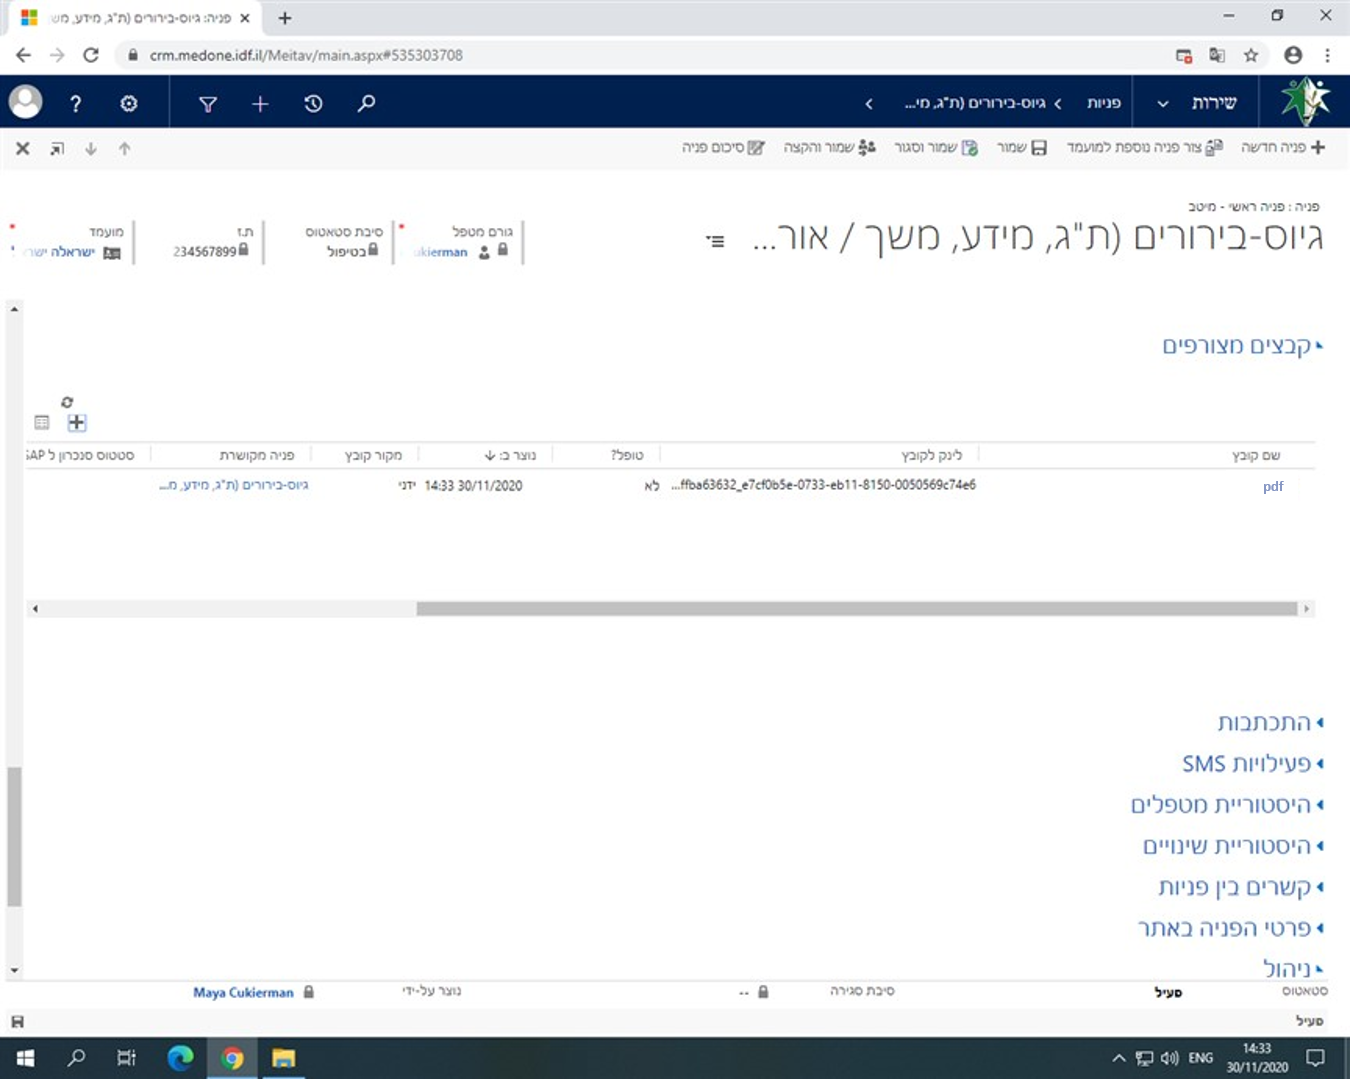 פניה: גיוס-בירורים (ת"ג, מידע, מש
crm.medone.idf.il/Meitav/main.aspx#535303708
שירות
פניות
גיוס-בירורים (ת"ג, מי...
פניה חדשה
צור פניה נוספת למועמד
שמור
שמור וסגור
שמור והקצה
סיכום פניה
פניה : פניה ראשי - מיטב
גיוס-בירורים (ת"ג, מידע, משך / אור...
גורם מטפל
ukierman
סיבת סטאטוס
בטיפול
ת.ז
234567899
מועמד
ישראלה
קבצים מצורפים
שם קובץ
לינק לקובץ
טופל?
נוצר ב:
מקור קובץ
פניה מקושרת
סטטוס סנכרון ל SAP
pdf
...ffba63632_e7cf0b5e-0733-eb11-8150-0050569c74e6
לא
14:33 30/11/2020
ידני
גיוס-בירורים (ת"ג, מידע, מ...
התכתבות
פעילויות SMS
היסטוריית מטפלים
היסטוריית שינויים
קשרים בין פניות
פרטי הפניה באתר
ניהול
סטאטוס
פעיל
סיבת סגירה
--
נוצר על-ידי
Maya Cukierman
פעיל
ENG
14:33
30/11/2020